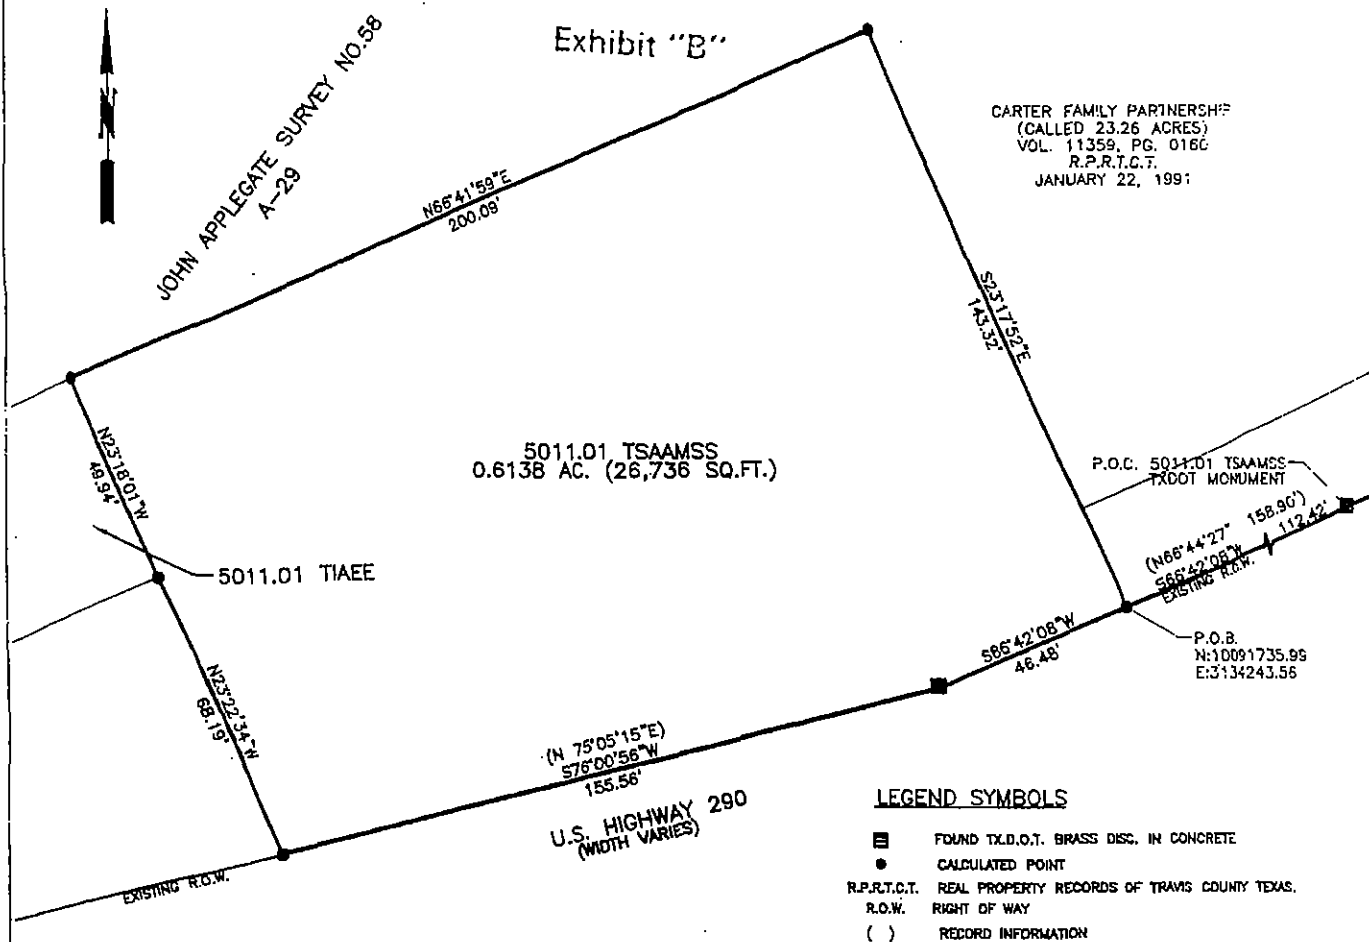 Exhibit "B"
N
JOHN APPLEGATE SURVEY NO.58
A-29
CARTER FAMILY PARTNERSHIP
(CALLED 23.26 ACRES)
VOL. 11359, PG. 0160
R.P.R.T.C.T.
JANUARY 22, 1991
N66°41'59"E
200.09'
S23°17'52"E
143.32'
N23°18'01"W
49.94'
5011.01 TSAAMSS
0.6138 AC. (26,736 SQ.FT.)
P.O.C. 5011.01 TSAAMSS
TXDOT MONUMENT
(N66°44'27" 158.90')
S66°42'08"W 112.42'
EXISTING R.O.W.
5011.01 TIAEE
P.O.B.
N:10091735.99
E:3134243.56
S66°42'08"W
46.48'
N23°22'34"W
68.19'
(N 75°05'15"E)
S76°00'56"W
155.56'
U.S. HIGHWAY 290
(WIDTH VARIES)
EXISTING R.O.W.
LEGEND SYMBOLS
FOUND TX.D.O.T. BRASS DISC. IN CONCRETE
CALCULATED POINT
R.P.R.T.C.T. REAL PROPERTY RECORDS OF TRAVIS COUNTY TEXAS.
R.O.W. RIGHT OF WAY
( ) RECORD INFORMATION